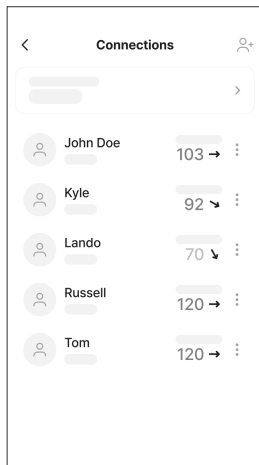 Connections
John Doe
103 →
Kyle
92 ↘
Lando
70 ↘
Russell
120 →
Tom
120 →